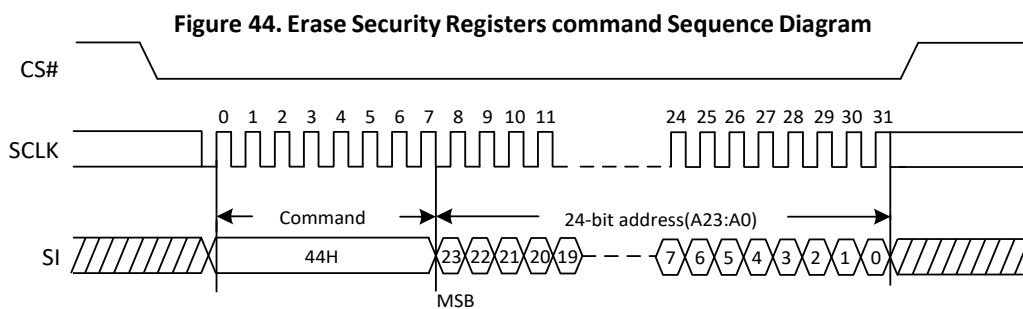 Figure 44. Erase Security Registers command Sequence Diagram
CS#
0 1 2 3 4 5 6 7 8 9 10 11 24 25 26 27 28 29 30 31
SCLK
Command 24-bit address(A23:A0)
SI 44H 23 22 21 20 19 7 6 5 4 3 2 1 0
MSB